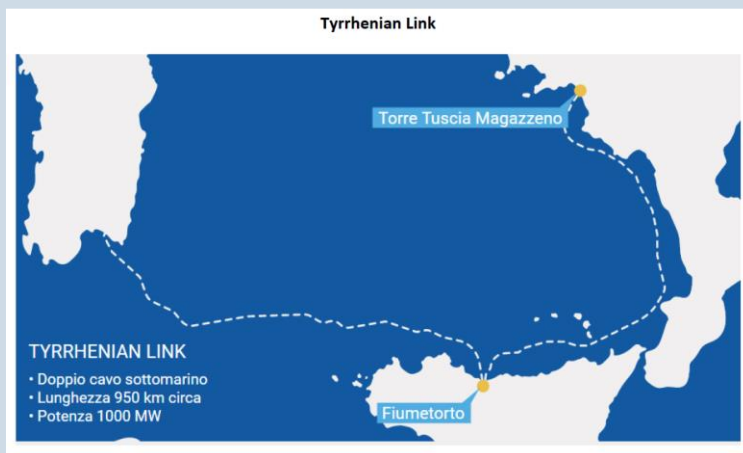 Tyrrhenian Link
Torre Tuscia Magazzeno
TYRRHENIAN LINK
• Doppio cavo sottomarino
• Lunghezza 950 km circa
• Potenza 1000 MW
Fiumetorto